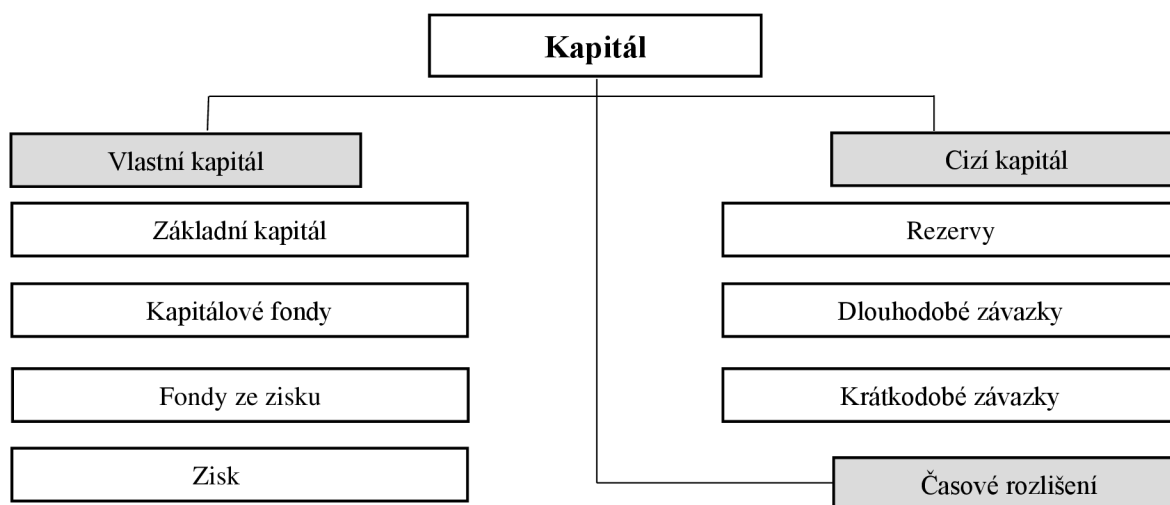 Kapitál
Vlastní kapitál
Základní kapitál
Kapitálové fondy
Fondy ze zisku
Zisk
Cizí kapitál
Rezervy
Dlouhodobé závazky
Krátkodobé závazky
Časové rozlišení